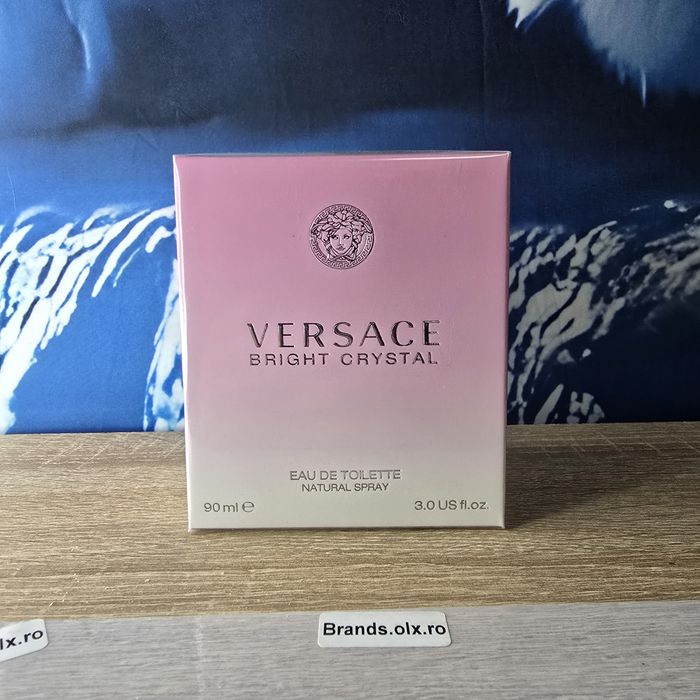 VERSACE
BRIGHT CRYSTAL
EAU DE TOILETTE
NATURAL SPRAY
90 ml ℮ 3.0 US fl.oz.
lx.ro
Brands.olx.ro